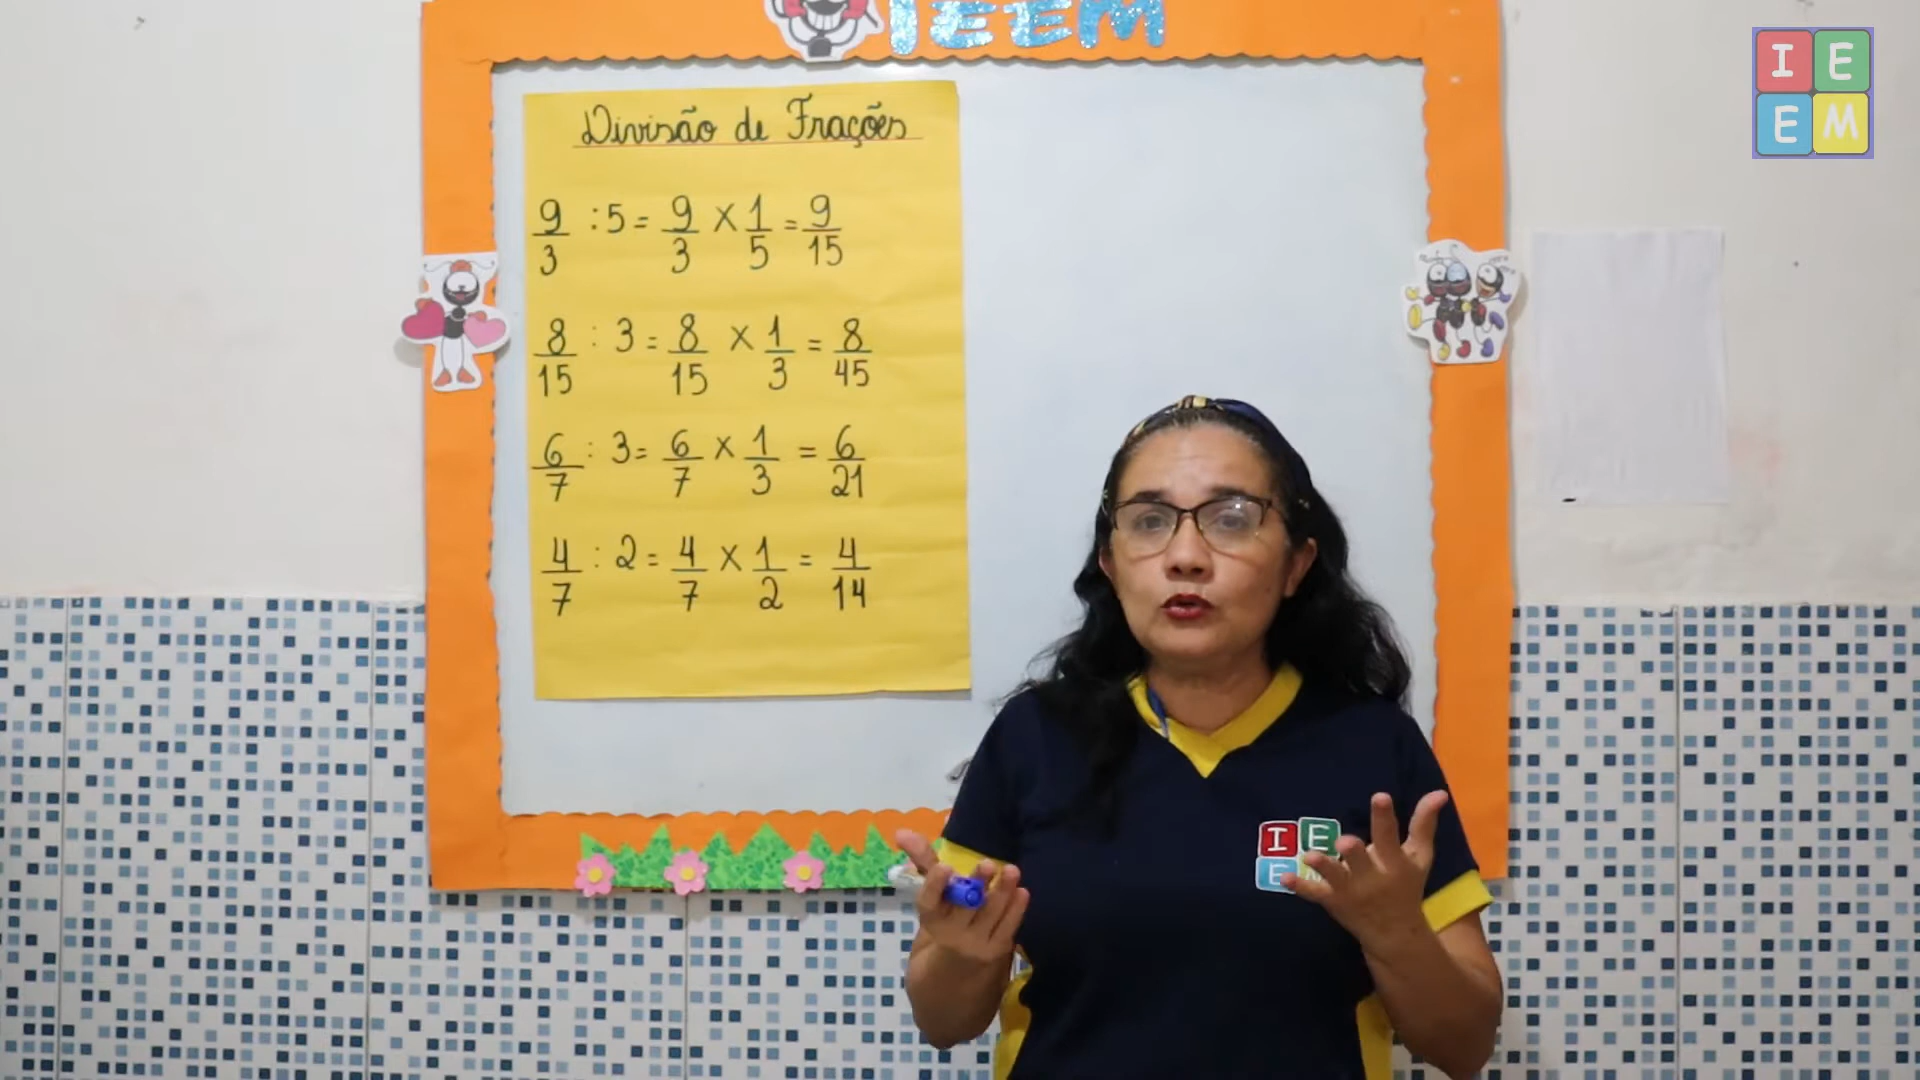 IEEM
I E
E M
Divisão de Frações
9/3 : 5 = 9/3 X 1/5 = 9/15
8/15 : 3 = 8/15 X 1/3 = 8/45
6/7 : 3 = 6/7 X 1/3 = 6/21
4/7 : 2 = 4/7 X 1/2 = 4/14
I E
E M